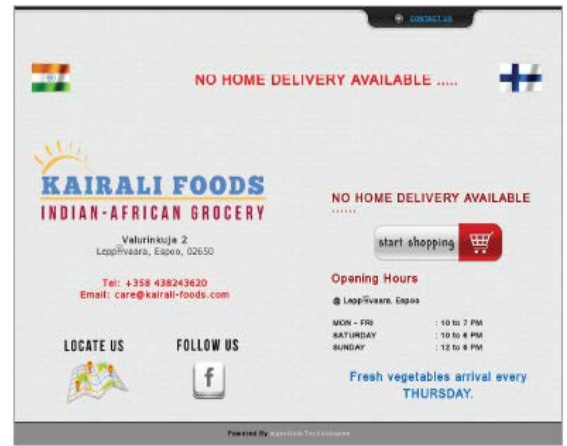 CONTACT US
NO HOME DELIVERY AVAILABLE .....
KAIRALI FOODS
INDIAN-AFRICAN GROCERY
Valurinkuja 2
Espoo, 02650
Tel: +358 438243620
Email: care@kairali-foods.com
LOCATE US
FOLLOW US
f
NO HOME DELIVERY AVAILABLE
......
start shopping
Opening Hours
@ Espoo
MON - FRI : 10 to 7 PM
SATURDAY : 10 to 6 PM
SUNDAY : 12 to 6 PM
Fresh vegetables arrival every
THURSDAY.
Powered By